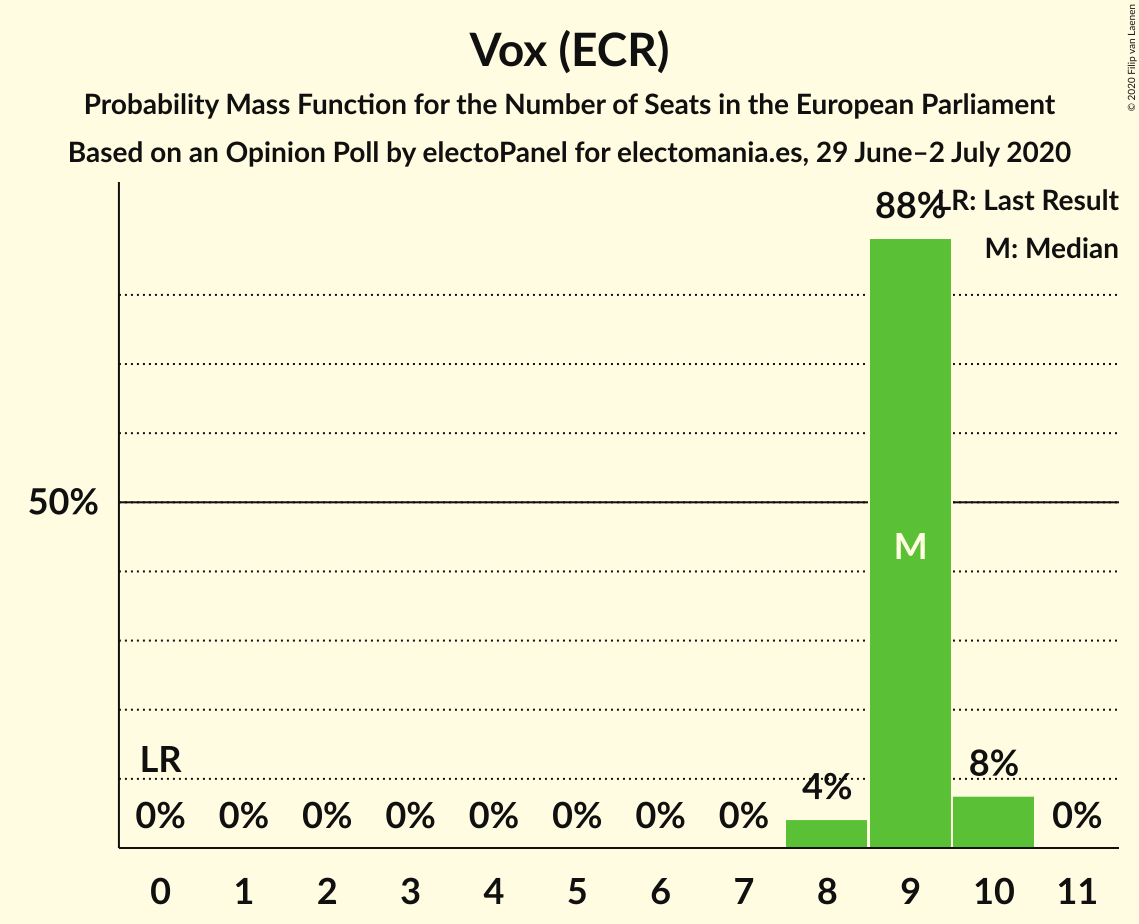 Vox (ECR)
Probability Mass Function for the Number of Seats in the European Parliament
Based on an Opinion Poll by electoPanel for electomania.es, 29 June–2 July 2020
© 2020 Filip van Laenen
LR: Last Result
M: Median
88%
50%
M
LR
0% 0% 0% 0% 0% 0% 0% 0% 4% 8% 0%
0 1 2 3 4 5 6 7 8 9 10 11